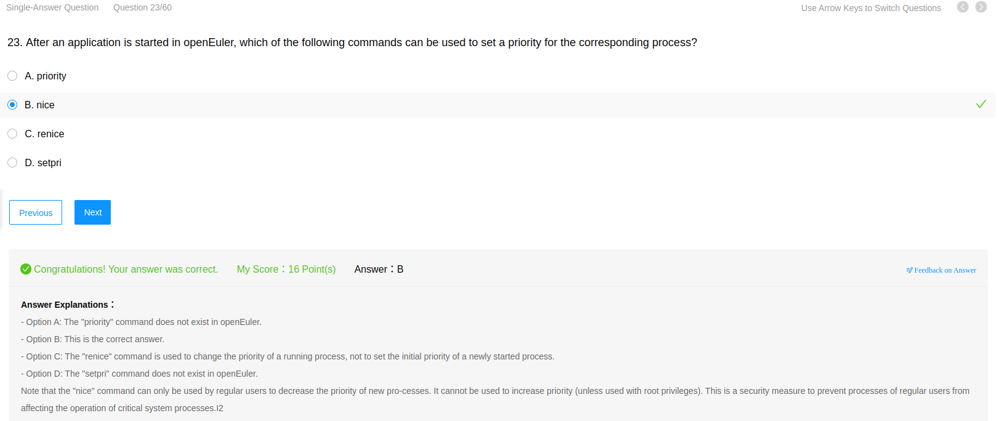 Single-Answer Question Question 23/60 Use Arrow Keys to Switch Questions
23. After an application is started in openEuler, which of the following commands can be used to set a priority for the corresponding process?
A. priority
B. nice
C. renice
D. setpri
Previous Next
Congratulations! Your answer was correct. My Score：16 Point(s) Answer：B Feedback on Answer
Answer Explanations：
- Option A: The "priority" command does not exist in openEuler.
- Option B: This is the correct answer.
- Option C: The "renice" command is used to change the priority of a running process, not to set the initial priority of a newly started process.
- Option D: The "setpri" command does not exist in openEuler.
Note that the "nice" command can only be used by regular users to decrease the priority of new pro-cesses. It cannot be used to increase priority (unless used with root privileges). This is a security measure to prevent processes of regular users from
affecting the operation of critical system processes.I2